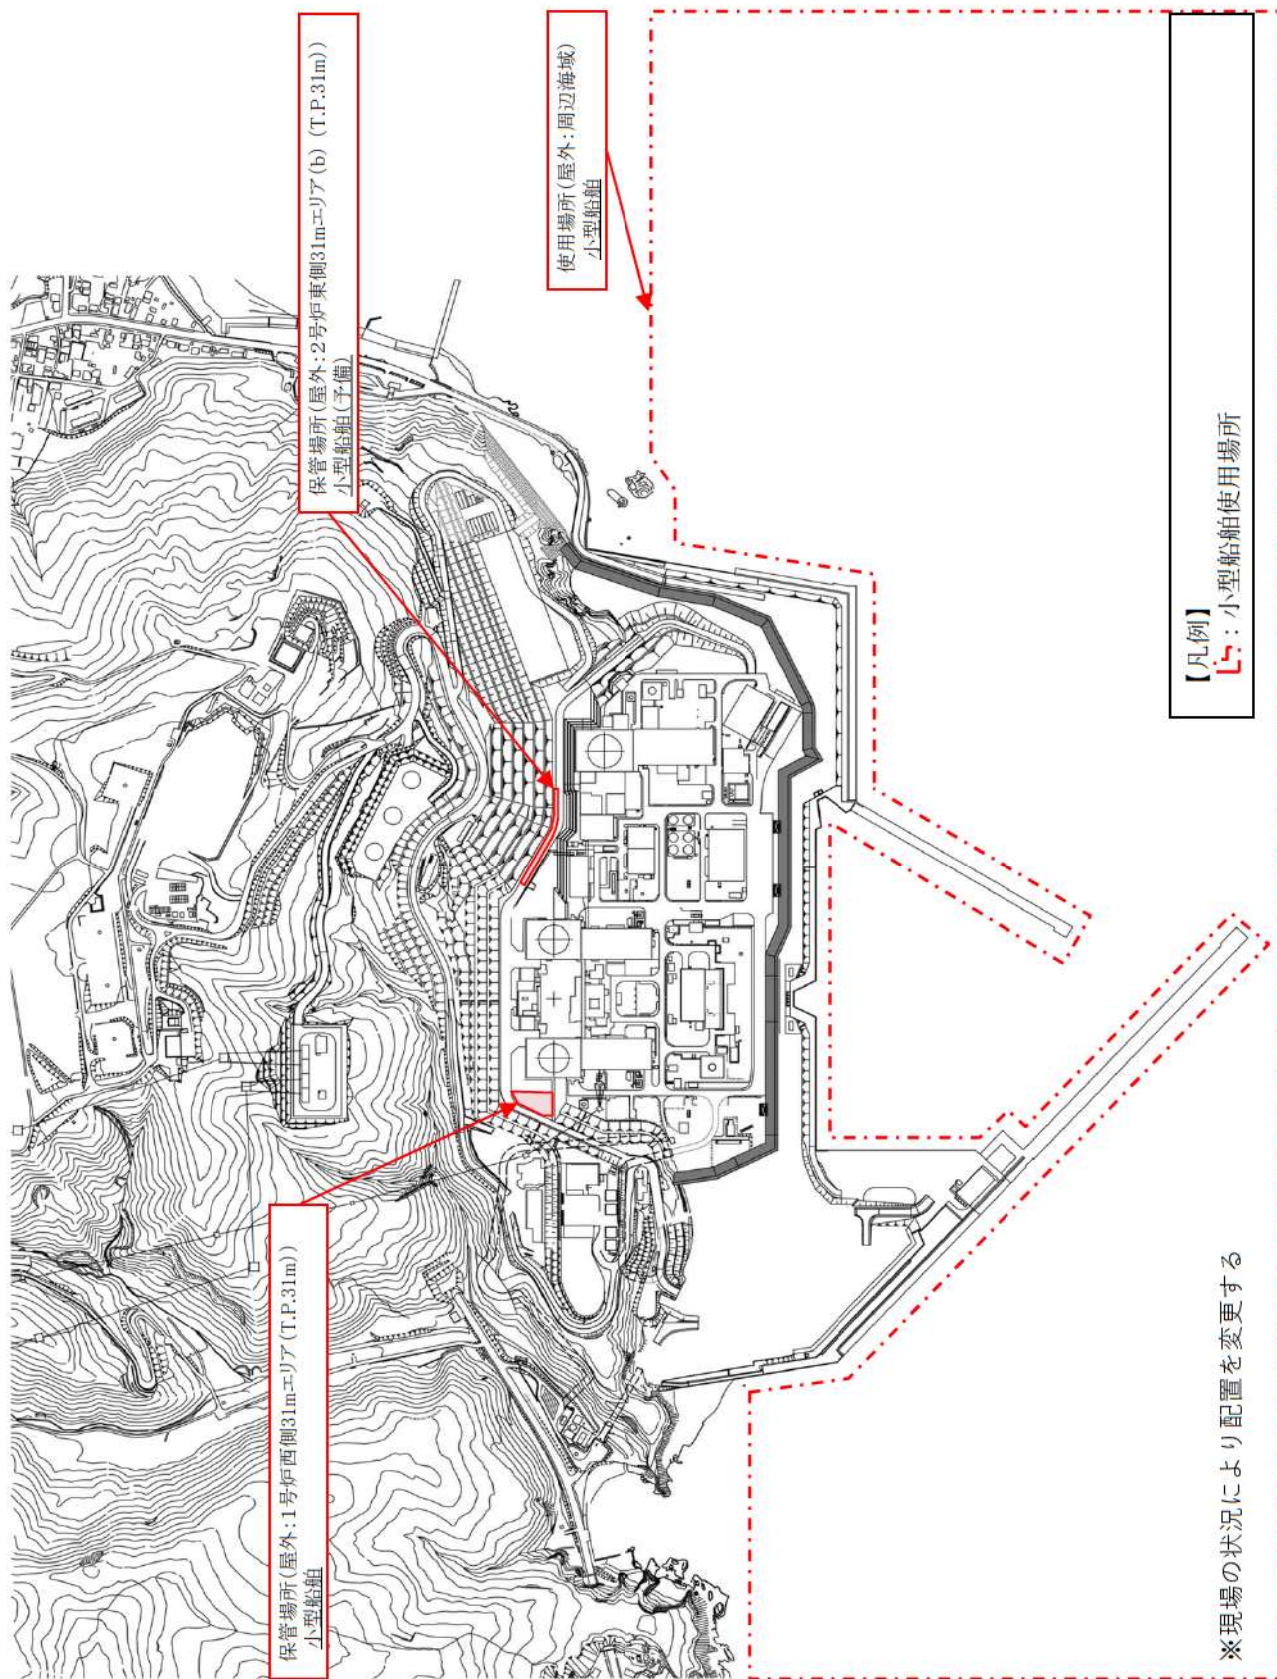 保管場所(屋外:1号炉西側31mエリア(T.P.31m))
小型船舶
保管場所(屋外:2号炉東側31mエリア(b) (T.P.31m))
小型船舶(予備)
使用場所(屋外:周辺海域)
小型船舶
【凡例】
:小型船舶使用場所
※現場の状況により配置を変更する